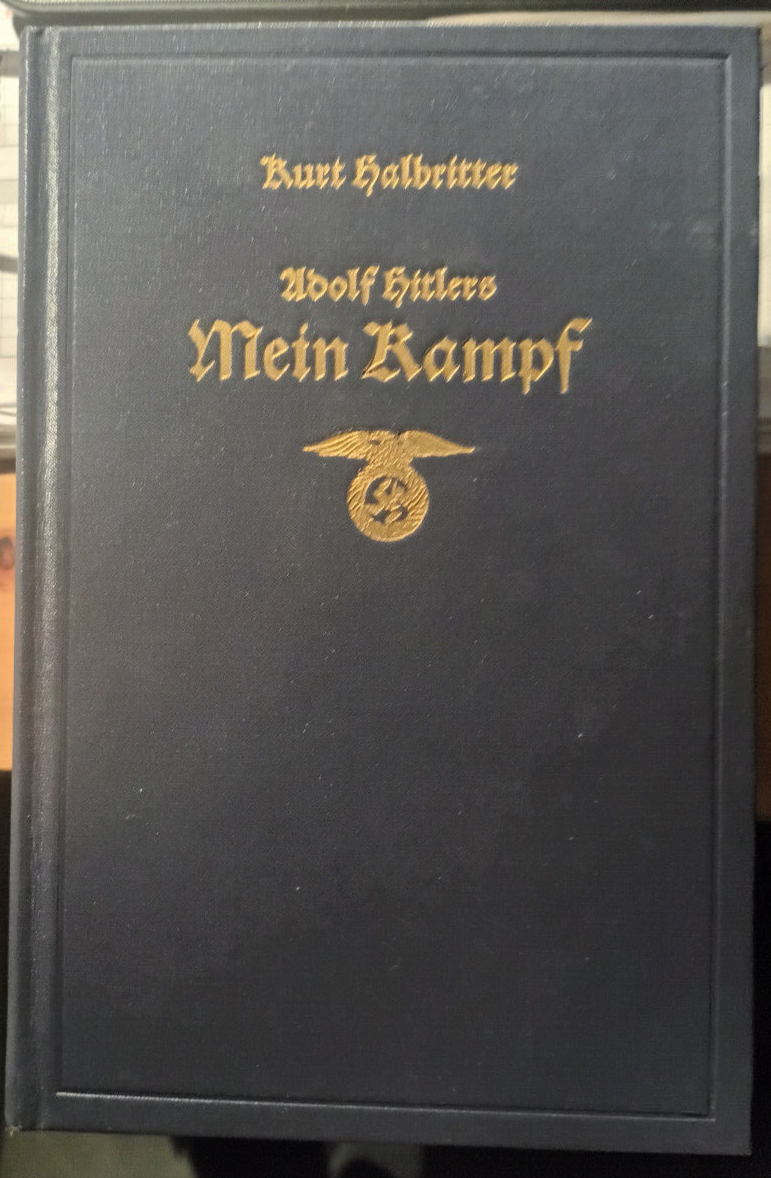 Kurt Halbritter
Adolf Hitlers
Mein Kampf